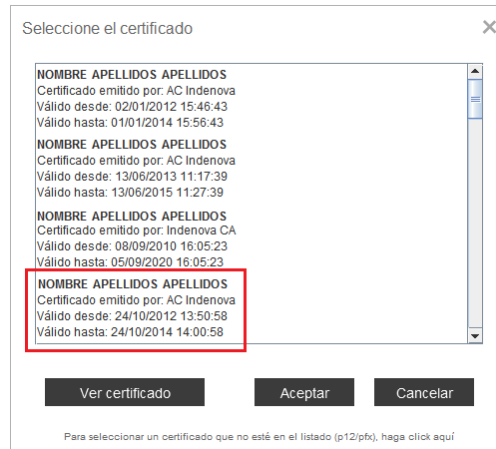 Seleccione el certificado
NOMBRE APELLIDOS APELLIDOS
Certificado emitido por: AC Indenova
Válido desde: 02/01/2012 15:46:43
Válido hasta: 01/01/2014 15:56:43
NOMBRE APELLIDOS APELLIDOS
Certificado emitido por: AC Indenova
Válido desde: 13/06/2013 11:17:39
Válido hasta: 13/06/2015 11:27:39
NOMBRE APELLIDOS APELLIDOS
Certificado emitido por: Indenova CA
Válido desde: 08/09/2010 16:05:23
Válido hasta: 05/09/2020 16:05:23
NOMBRE APELLIDOS APELLIDOS
Certificado emitido por: AC Indenova
Válido desde: 24/10/2012 13:50:58
Válido hasta: 24/10/2014 14:00:58
Ver certificado Aceptar Cancelar
Para seleccionar un certificado que no esté en el listado (p12/pfx), haga click aquí